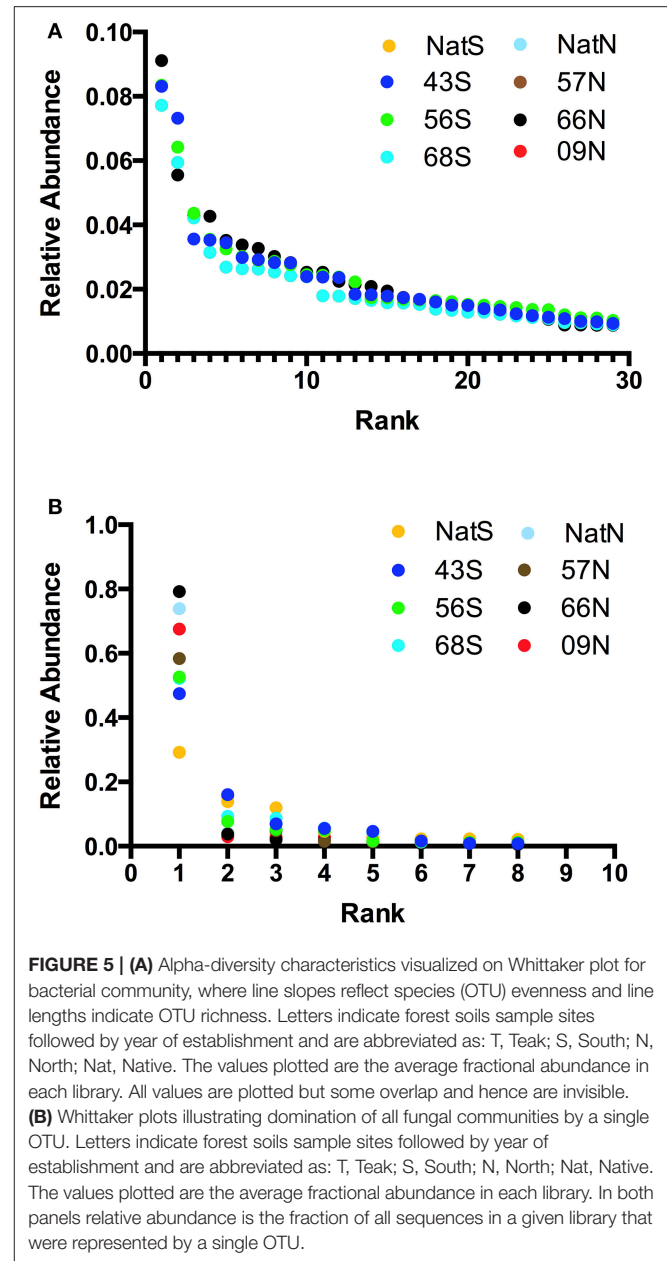 A
0.10
0.08
0.06
0.04
0.02
0.00
Relative Abundance
NatS
NatN
43S
57N
56S
66N
68S
09N
0
10
20
30
Rank
B
1.0
0.8
0.6
0.4
0.2
0.0
Relative Abundance
NatS
NatN
43S
57N
56S
66N
68S
09N
0 1 2 3 4 5 6 7 8 9 10
Rank
FIGURE 5 | (A) Alpha-diversity characteristics visualized on Whittaker plot for
bacterial community, where line slopes reflect species (OTU) evenness and line
lengths indicate OTU richness. Letters indicate forest soils sample sites
followed by year of establishment and are abbreviated as: T, Teak; S, South; N,
North; Nat, Native. The values plotted are the average fractional abundance in
each library. All values are plotted but some overlap and hence are invisible.
(B) Whittaker plots illustrating domination of all fungal communities by a single
OTU. Letters indicate forest soils sample sites followed by year of
establishment and are abbreviated as: T, Teak; S, South; N, North; Nat, Native.
The values plotted are the average fractional abundance in each library. In both
panels relative abundance is the fraction of all sequences in a given library that
were represented by a single OTU.